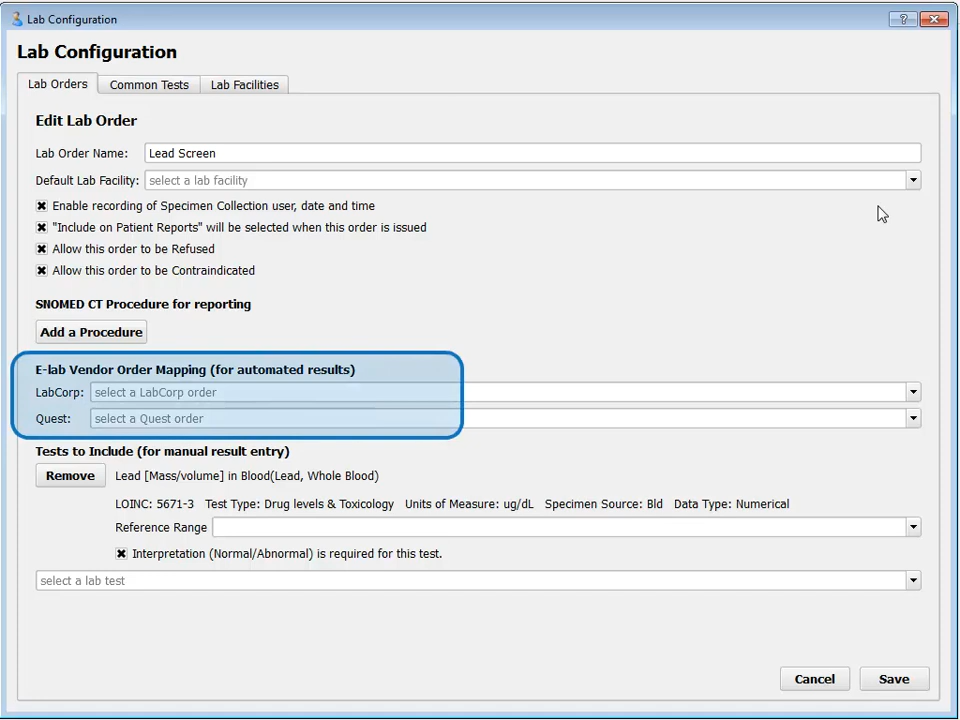 Lab Configuration
Lab Configuration
Lab Orders Common Tests Lab Facilities
Edit Lab Order
Lab Order Name: Lead Screen
Default Lab Facility: select a lab facility
Enable recording of Specimen Collection user, date and time
"Include on Patient Reports" will be selected when this order is issued
Allow this order to be Refused
Allow this order to be Contraindicated
SNOMED CT Procedure for reporting
Add a Procedure
E-lab Vendor Order Mapping (for automated results)
LabCorp: select a LabCorp order
Quest: select a Quest order
Tests to Include (for manual result entry)
Remove Lead [Mass/volume] in Blood(Lead, Whole Blood)
LOINC: 5671-3 Test Type: Drug levels & Toxicology Units of Measure: ug/dL Specimen Source: Bld Data Type: Numerical
Reference Range
Interpretation (Normal/Abnormal) is required for this test.
select a lab test
Cancel Save